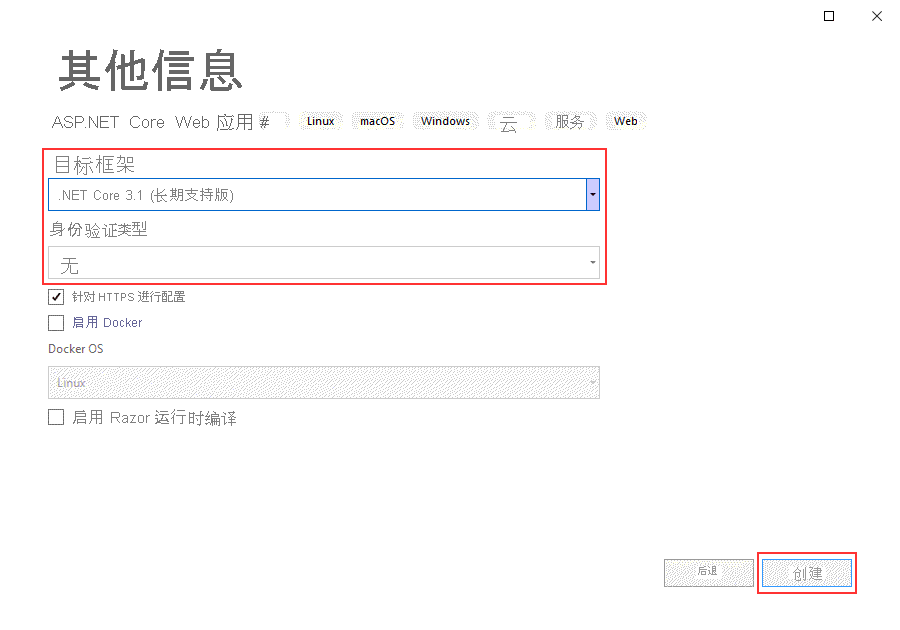 其他信息
ASP.NET Core Web 应用 # Linux macOS Windows 云 服务 Web
目标框架
.NET Core 3.1 (长期支持版)
身份验证类型
无
针对 HTTPS 进行配置
启用 Docker
Docker OS
Linux
启用 Razor 运行时编译
后退 创建